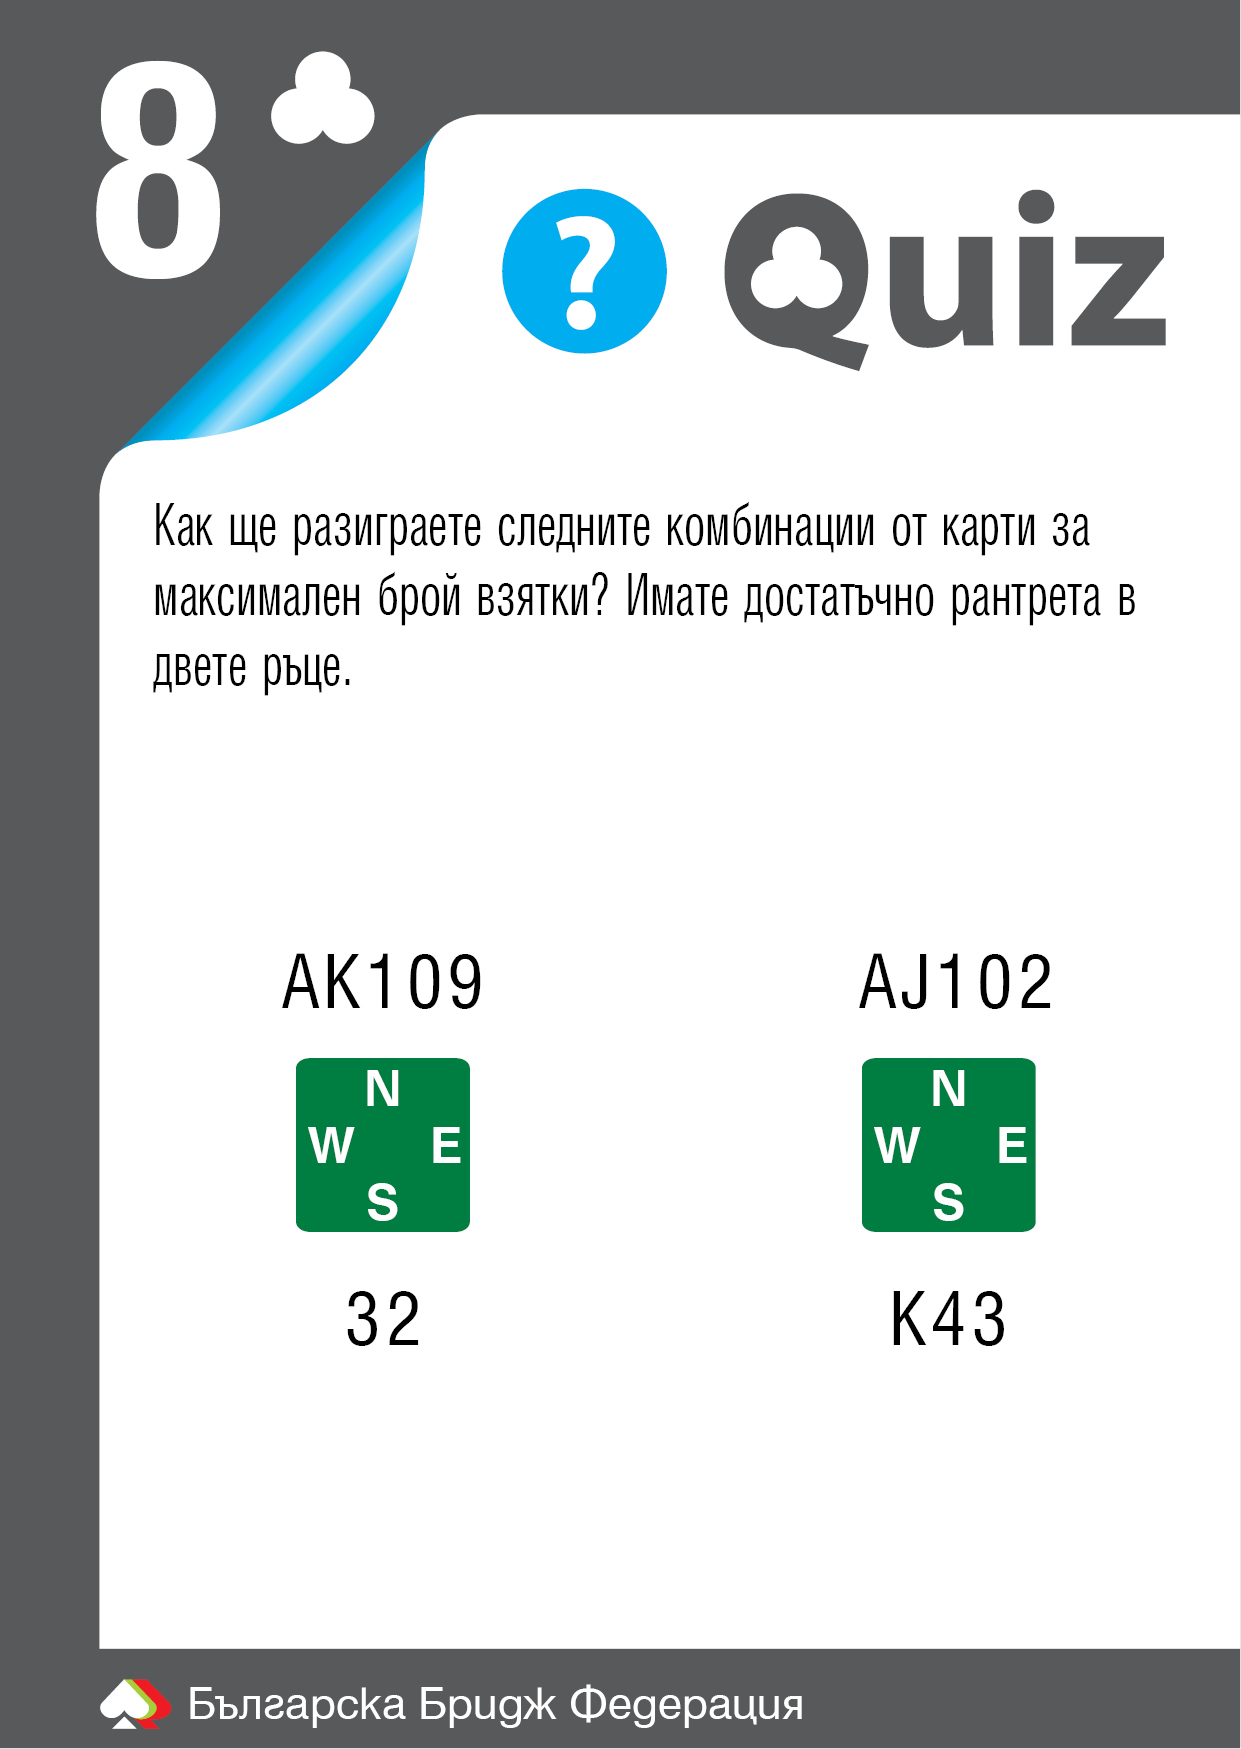 8
? Quiz
Как ще разиграете следните комбинации от карти за
максимален брой взятки? Имате достатъчно рантрета в
двете ръце.
AK109 AJ102
N N
W E W E
S S
32 K43
Българска Бридж Федерация